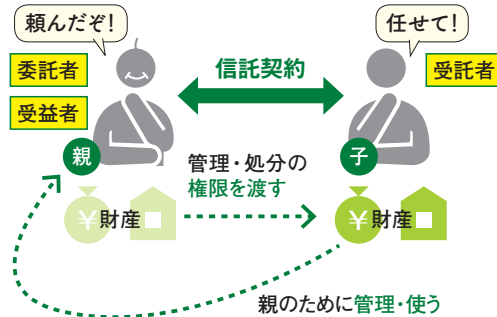 頼んだぞ！
任せて！
委託者
受益者
信託契約
受託者
親
子
管理・処分の
権限を渡す
¥財産
¥財産
親のために管理・使う